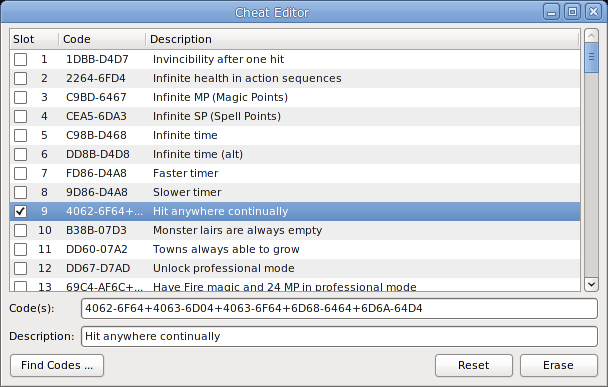 Cheat Editor
Slot Code Description
1 1DBB-D4D7 Invincibility after one hit
2 2264-6FD4 Infinite health in action sequences
3 C9BD-6467 Infinite MP (Magic Points)
4 CEA5-6DA3 Infinite SP (Spell Points)
5 C98B-D468 Infinite time
6 DD8B-D4D8 Infinite time (alt)
7 FD86-D4A8 Faster timer
8 9D86-D4A8 Slower timer
9 4062-6F64+... Hit anywhere continually
10 B38B-07D3 Monster lairs are always empty
11 DD60-07A2 Towns always able to grow
12 DD67-D7AD Unlock professional mode
13 69C4-AF6C+... Have Fire magic and 24 MP in professional mode
Code(s): 4062-6F64+4063-6D04+4063-6F64+6D68-6464+6D6A-64D4
Description: Hit anywhere continually
Find Codes ... Reset Erase